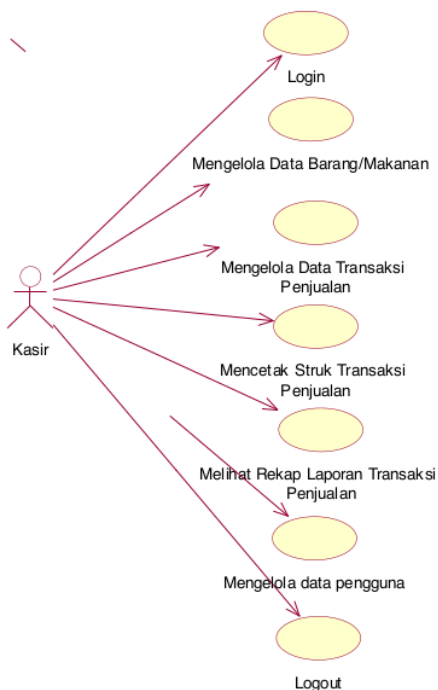 Login
Mengelola Data Barang/Makanan
Mengelola Data Transaksi
Penjualan
Kasir
Mencetak Struk Transaksi
Penjualan
Melihat Rekap Laporan Transaksi
Penjualan
Mengelola data pengguna
Logout